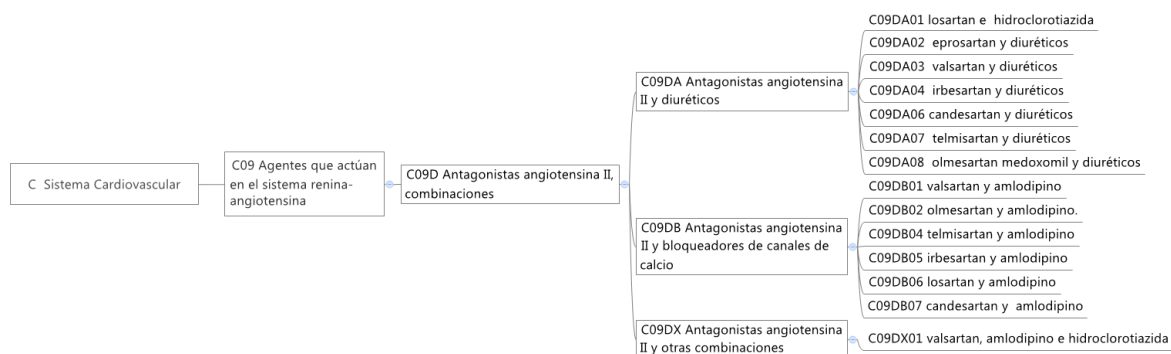 C Sistema Cardiovascular
C09 Agentes que actúan
en el sistema renina-
angiotensina
C09D Antagonistas angiotensina II,
combinaciones
C09DA Antagonistas angiotensina
II y diuréticos
C09DA01 losartan e hidroclorotiazida
C09DA02 eprosartan y diuréticos
C09DA03 valsartan y diuréticos
C09DA04 irbesartan y diuréticos
C09DA06 candesartan y diuréticos
C09DA07 telmisartan y diuréticos
C09DA08 olmesartan medoxomil y diuréticos
C09DB Antagonistas angiotensina
II y bloqueadores de canales de
calcio
C09DB01 valsartan y amlodipino
C09DB02 olmesartan y amlodipino.
C09DB04 telmisartan y amlodipino
C09DB05 irbesartan y amlodipino
C09DB06 losartan y amlodipino
C09DB07 candesartan y amlodipino
C09DX Antagonistas angiotensina
II y otras combinaciones
C09DX01 valsartan, amlodipino e hidroclorotiazida